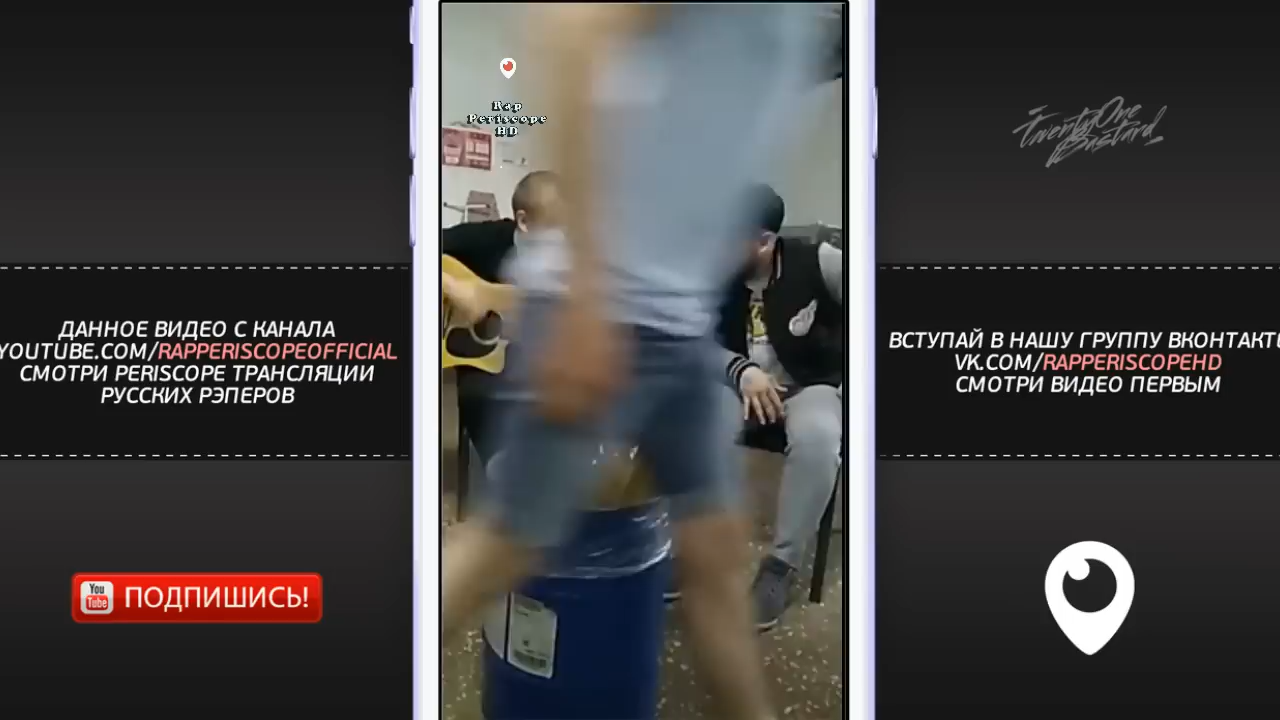 Rap
Periscope
HD
TwentyOne
Bastard
ДАННОЕ ВИДЕО С КАНАЛА
YOUTUBE.COM/RAPPERISCOPEOFFICIAL
СМОТРИ PERISCOPE ТРАНСЛЯЦИИ
РУССКИХ РЭПЕРОВ
ВСТУПАЙ В НАШУ ГРУППУ ВКОНТАКТЕ
VK.COM/RAPPERISCOPEHD
СМОТРИ ВИДЕО ПЕРВЫМ
You
Tube
ПОДПИШИСЬ!